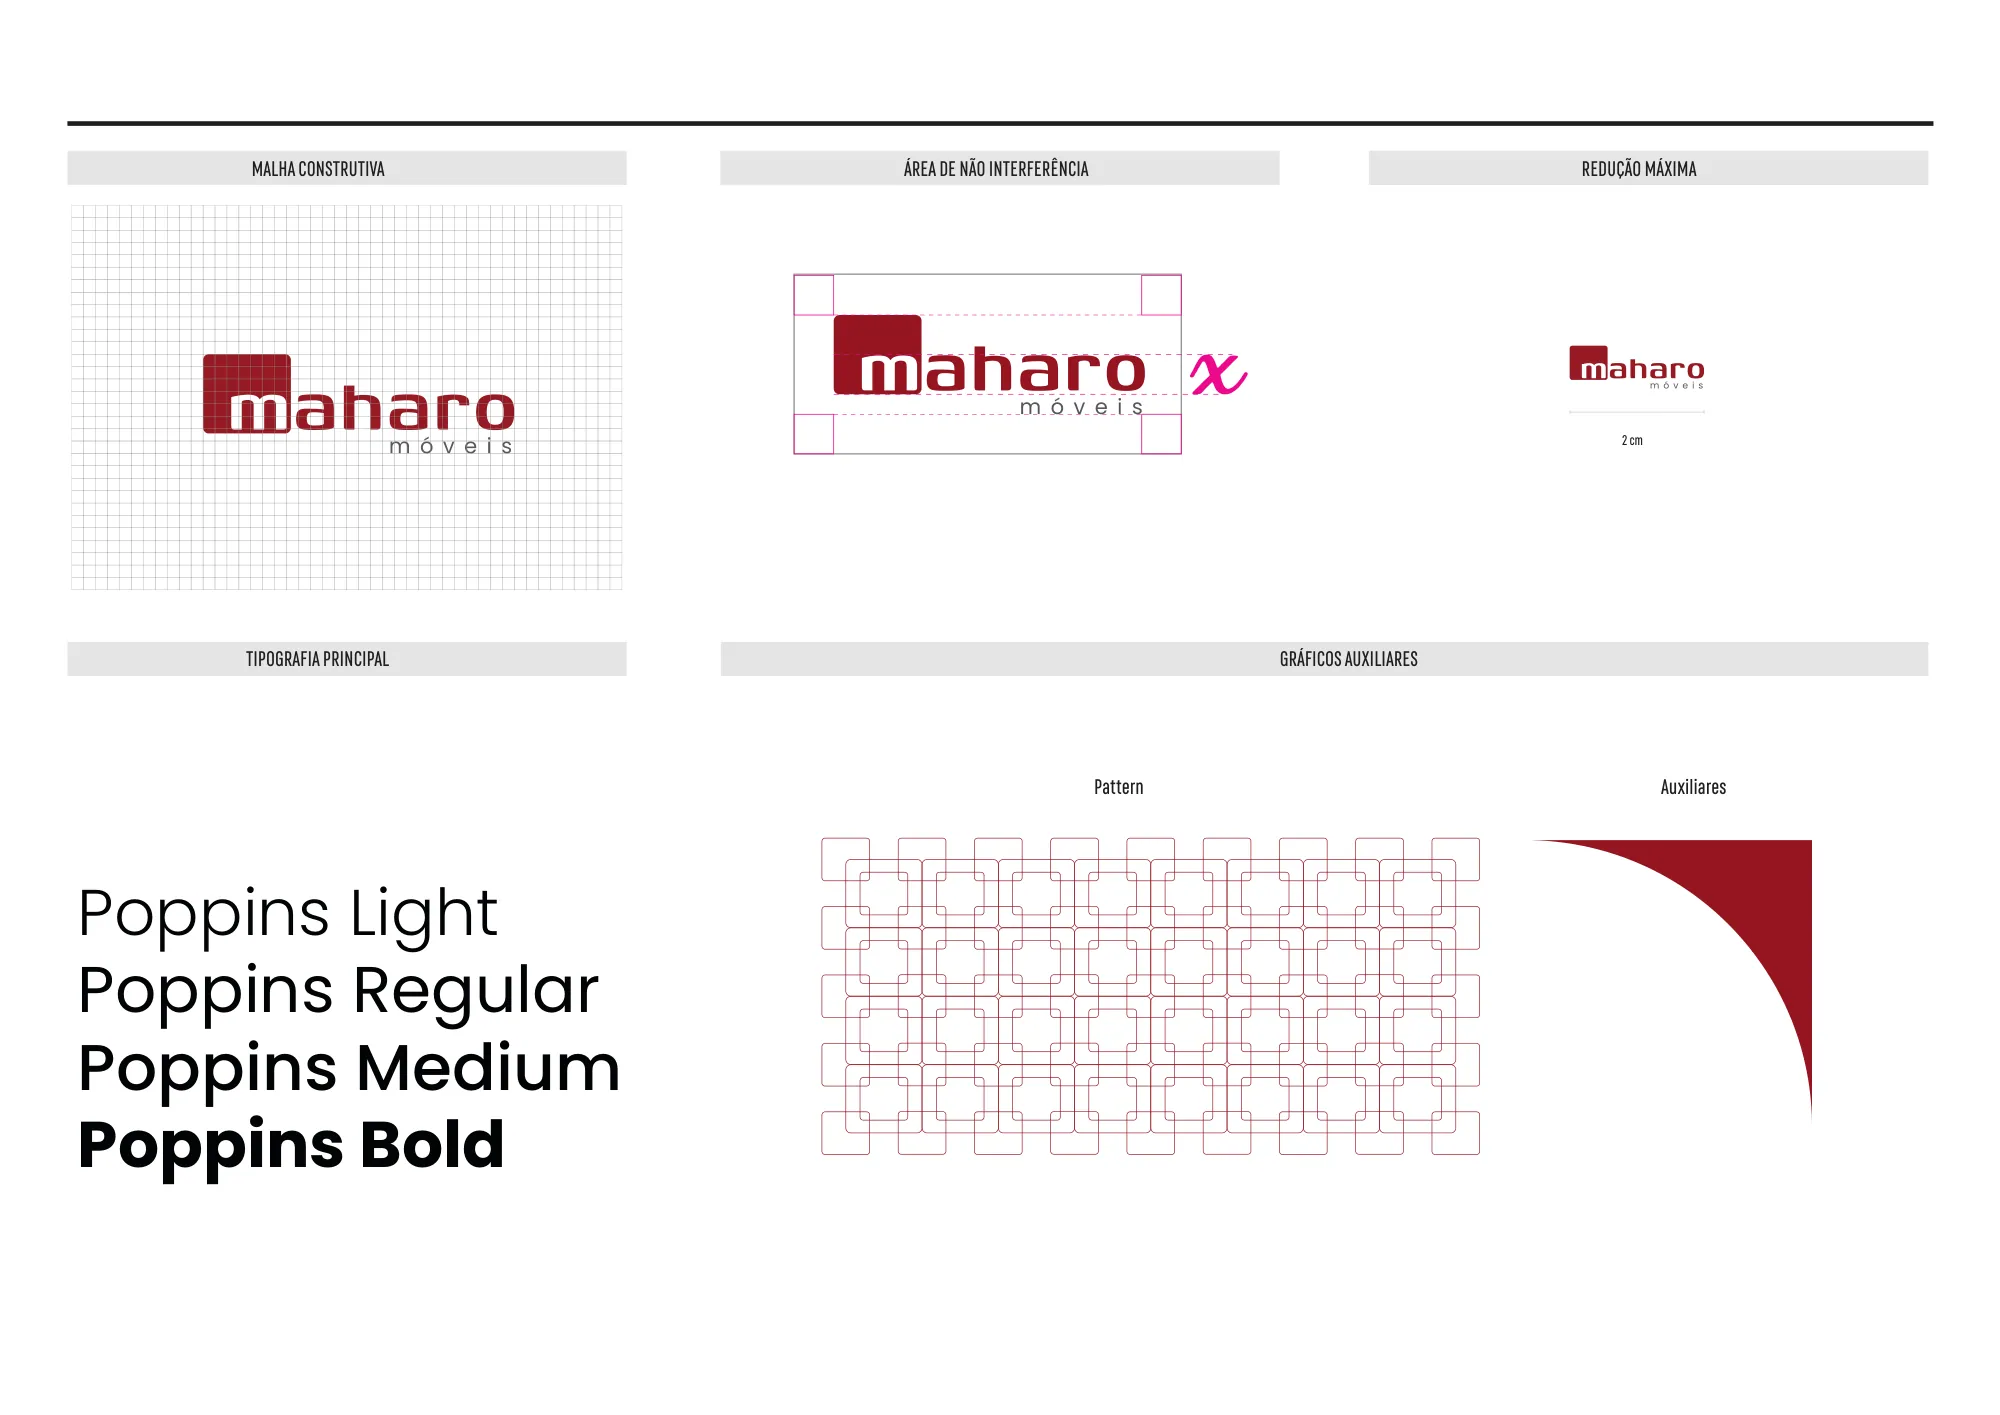 MALHA CONSTRUTIVA
ÁREA DE NÃO INTERFERÊNCIA
REDUÇÃO MÁXIMA
maharo
móveis
maharo
móveis
x
maharo
móveis
2 cm
TIPOGRAFIA PRINCIPAL
GRÁFICOS AUXILIARES
Poppins Light
Poppins Regular
Poppins Medium
Poppins Bold
Pattern
Auxiliares